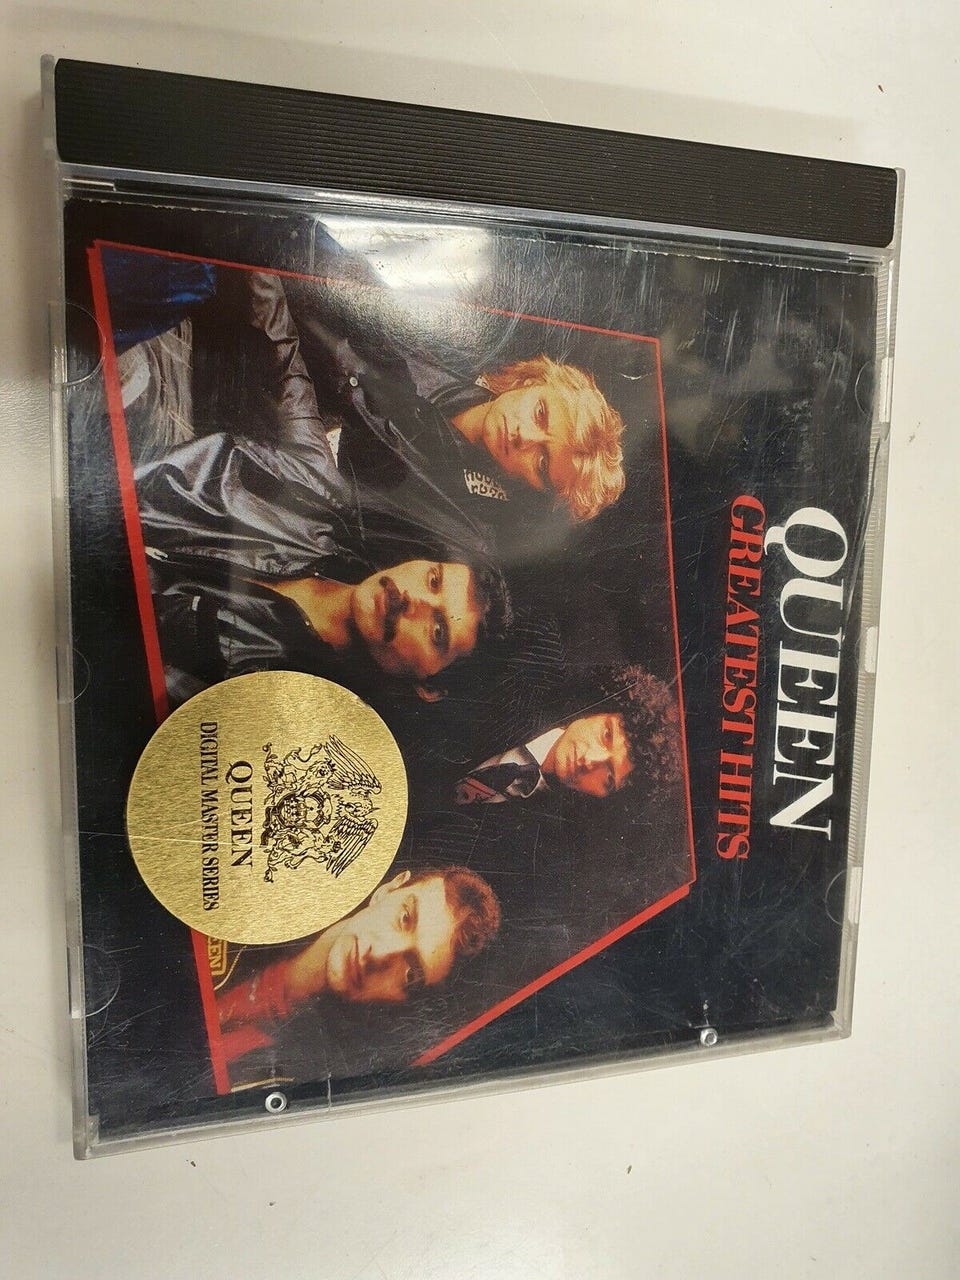 QUEEN
GREATEST HITS
QUEEN
DIGITAL MASTER SERIES